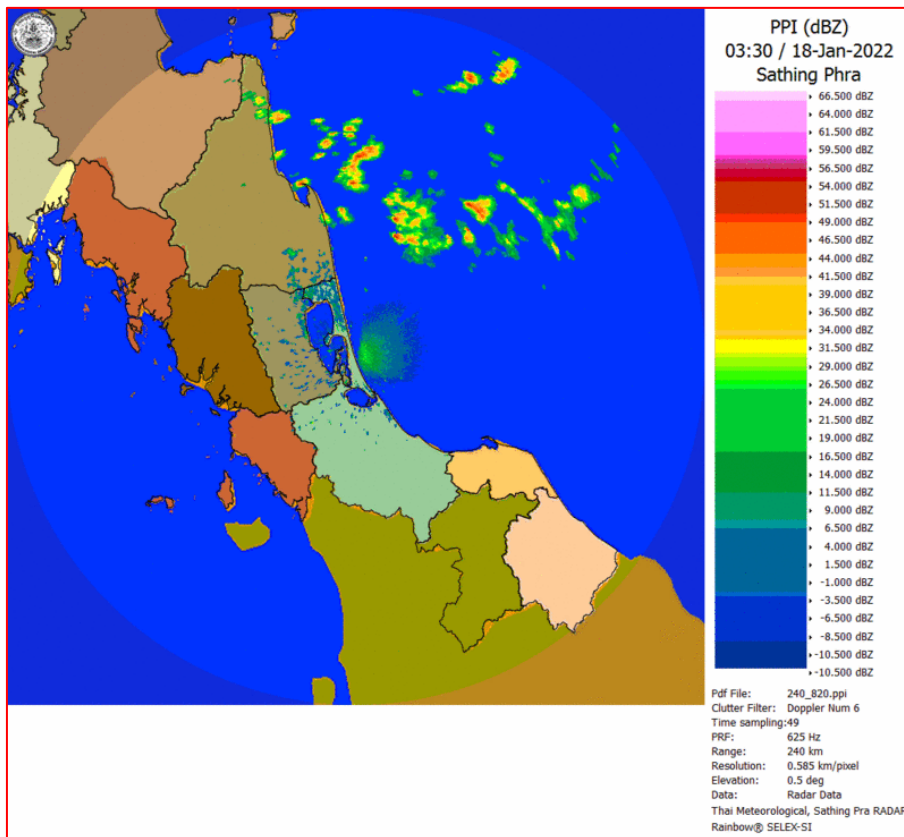 PPI (dBZ)
03:30 / 18-Jan-2022
Sathing Phra
66.500 dBZ
64.000 dBZ
61.500 dBZ
59.500 dBZ
56.500 dBZ
54.000 dBZ
51.500 dBZ
49.000 dBZ
46.500 dBZ
44.000 dBZ
41.500 dBZ
39.000 dBZ
36.500 dBZ
34.000 dBZ
31.500 dBZ
29.000 dBZ
26.500 dBZ
24.000 dBZ
21.500 dBZ
19.000 dBZ
16.500 dBZ
11.500 dBZ
9.000 dBZ
6.500 dBZ
4.000 dBZ
1.500 dBZ
-1.000 dBZ
-3.500 dBZ
-6.500 dBZ
-8.500 dBZ
-10.500 dBZ
-10.500 dBZ
Pdf File: 240_820.ppi
Clutter Filter: Doppler Num 6
Time sampling:49
PRF: 625 Hz
Range: 240 km
Resolution: 0.585 km/pixel
Elevation: 0.5 deg
Data: Radar Data
Thai Meteorological, Sathing Pra RADAR
Rainbow® SELEX-SI